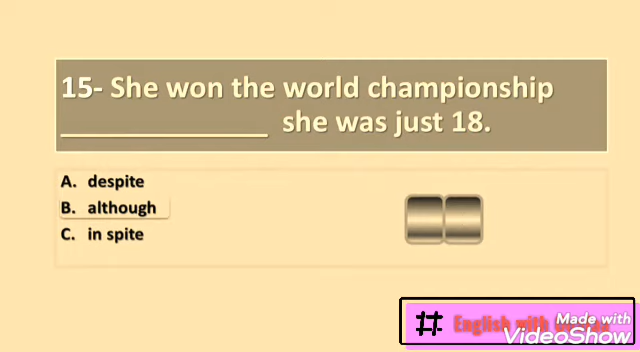 15- She won the world championship
_______________ she was just 18.
A. despite
B. although
C. in spite
# English with
Made with
VideoShow